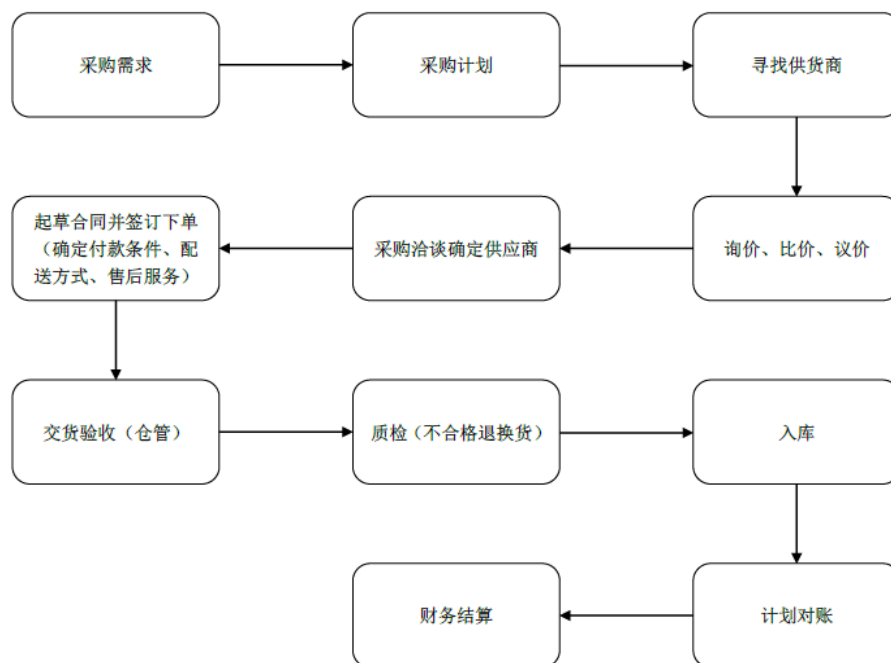 采购需求
采购计划
寻找供货商
询价、比价、议价
采购洽谈确定供应商
起草合同并签订下单
（确定付款条件、配
送方式、售后服务）
交货验收（仓管）
质检（不合格退换货）
入库
计划对账
财务结算